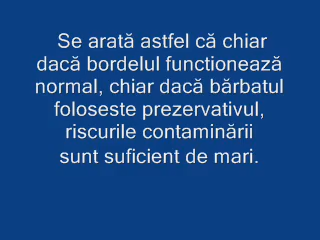 Se arată astfel că chiar
dacă bordelul functionează
normal, chiar dacă bărbatul
foloseste prezervativul,
riscurile contaminării
sunt suficient de mari.